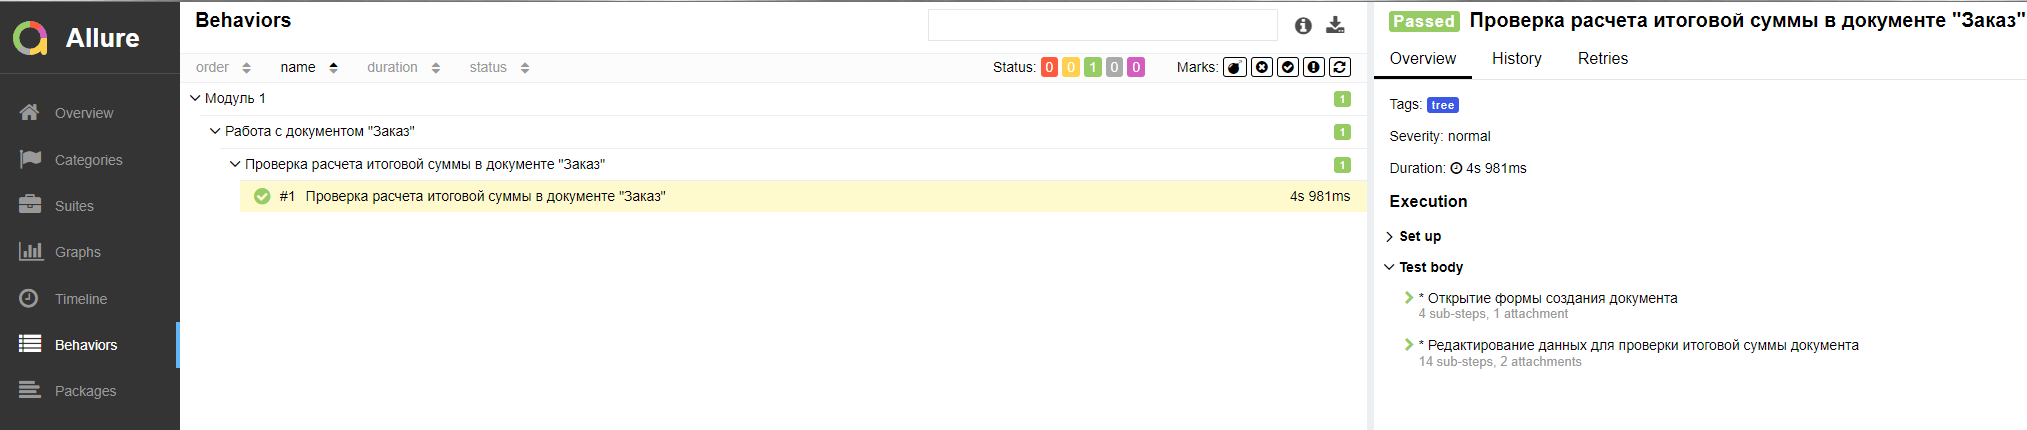 Allure
Overview
Categories
Suites
Graphs
Timeline
Behaviors
Packages
Behaviors
order name duration status Status: 0 0 1 0 0 Marks:
Модуль 1 1
Работа с документом "Заказ" 1
Проверка расчета итоговой суммы в документе "Заказ" 1
#1 Проверка расчета итоговой суммы в документе "Заказ" 4s 981ms
Passed Проверка расчета итоговой суммы в документе "Заказ"
Overview History Retries
Tags: tree
Severity: normal
Duration: 4s 981ms
Execution
Set up
Test body
* Открытие формы создания документа
4 sub-steps, 1 attachment
* Редактирование данных для проверки итоговой суммы документа
14 sub-steps, 2 attachments